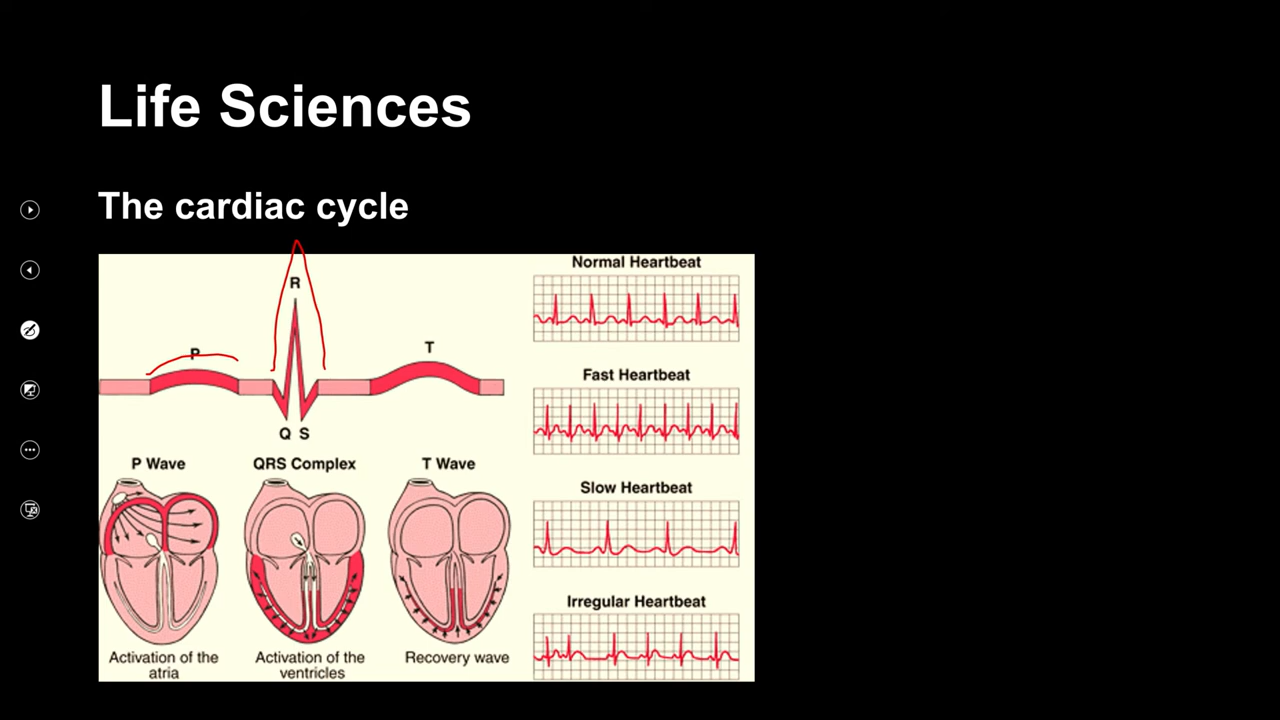 Life Sciences
The cardiac cycle
R
P
T
Q S
P Wave
QRS Complex
T Wave
Activation of the
atria
Activation of the
ventricles
Recovery wave
Normal Heartbeat
Fast Heartbeat
Slow Heartbeat
Irregular Heartbeat